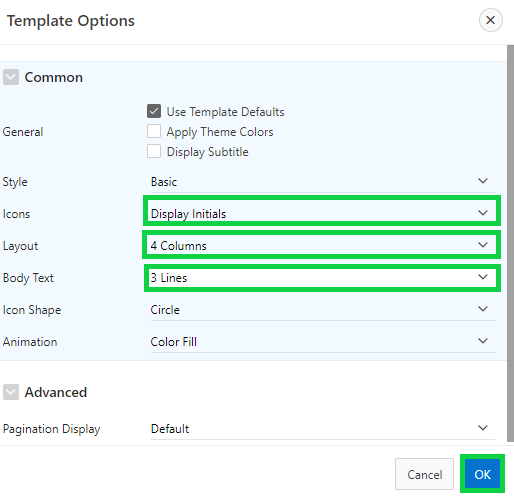 Template Options
Common
General
Use Template Defaults
Apply Theme Colors
Display Subtitle
Style Basic
Icons Display Initials
Layout 4 Columns
Body Text 3 Lines
Icon Shape Circle
Animation Color Fill
Advanced
Pagination Display Default
Cancel OK